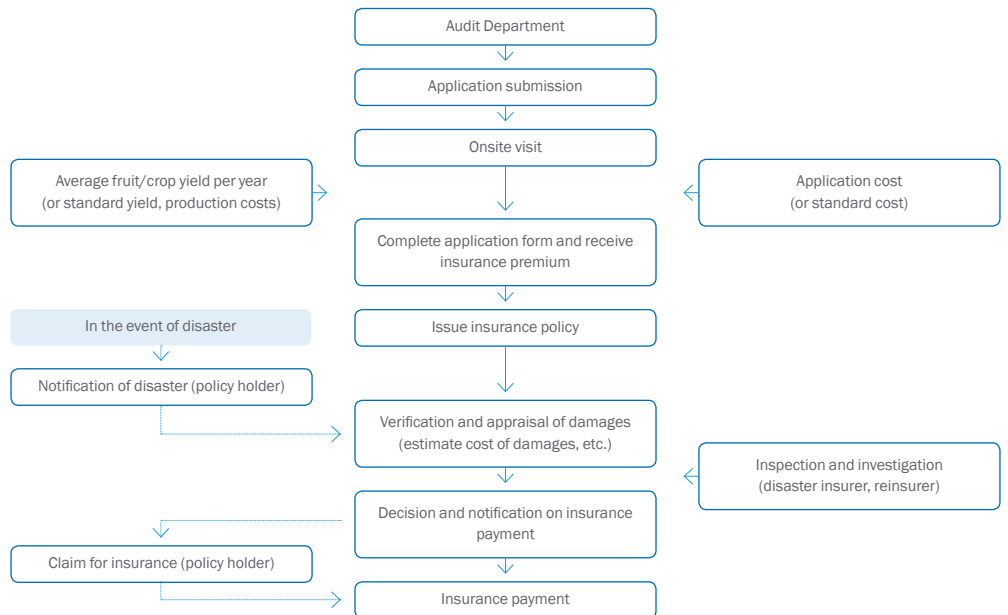 Audit Department
Application submission
Onsite visit
Average fruit/crop yield per year
(or standard yield, production costs)
Application cost
(or standard cost)
Complete application form and receive
insurance premium
In the event of disaster
Issue insurance policy
Notification of disaster (policy holder)
Verification and appraisal of damages
(estimate cost of damages, etc.)
Inspection and investigation
(disaster insurer, reinsurer)
Decision and notification on insurance
payment
Claim for insurance (policy holder)
Insurance payment